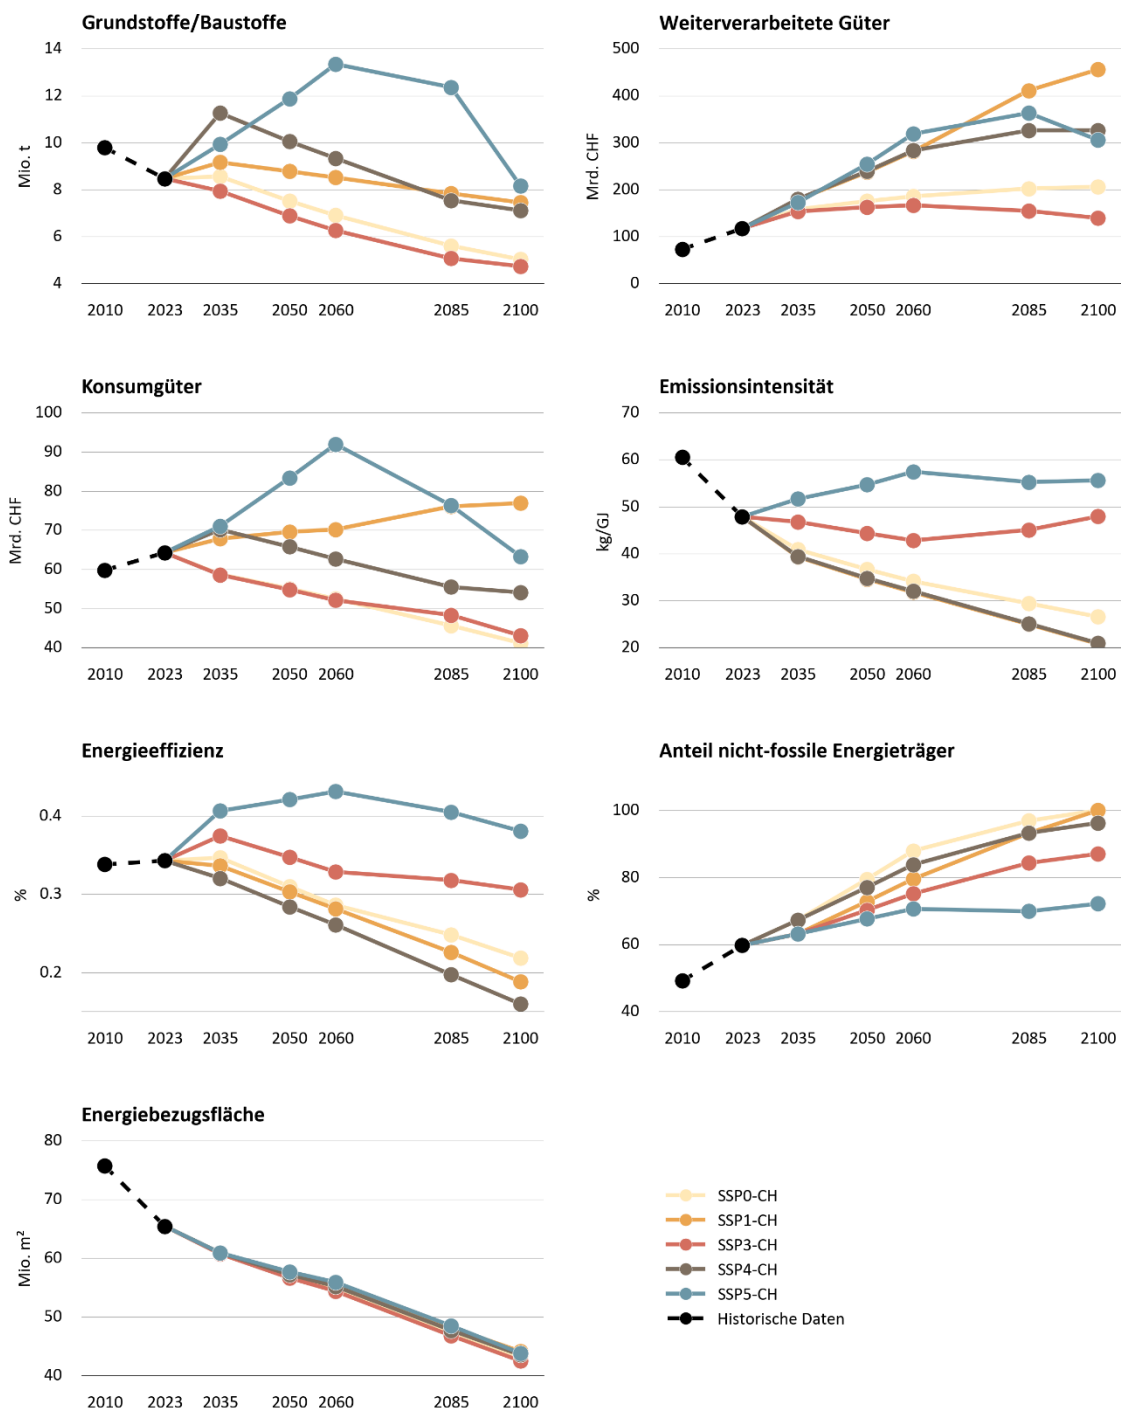 Grundstoffe/Baustoffe
14
12
10
8
6
4
Mio. t
2010 2023 2035 2050 2060 2085 2100
Weiterverarbeitete Güter
500
400
300
200
100
0
Mrd. CHF
2010 2023 2035 2050 2060 2085 2100
Konsumgüter
100
90
80
70
60
50
40
Mrd. CHF
2010 2023 2035 2050 2060 2085 2100
Emissionsintensität
70
60
50
40
30
20
kg/GJ
2010 2023 2035 2050 2060 2085 2100
Energieeffizienz
0.4
0.3
0.2
%
2010 2023 2035 2050 2060 2085 2100
Anteil nicht-fossile Energieträger
100
80
60
40
%
2010 2023 2035 2050 2060 2085 2100
Energiebezugsfläche
80
70
60
50
40
Mio. m²
2010 2023 2035 2050 2060 2085 2100
SSP0-CH
SSP1-CH
SSP3-CH
SSP4-CH
SSP5-CH
Historische Daten